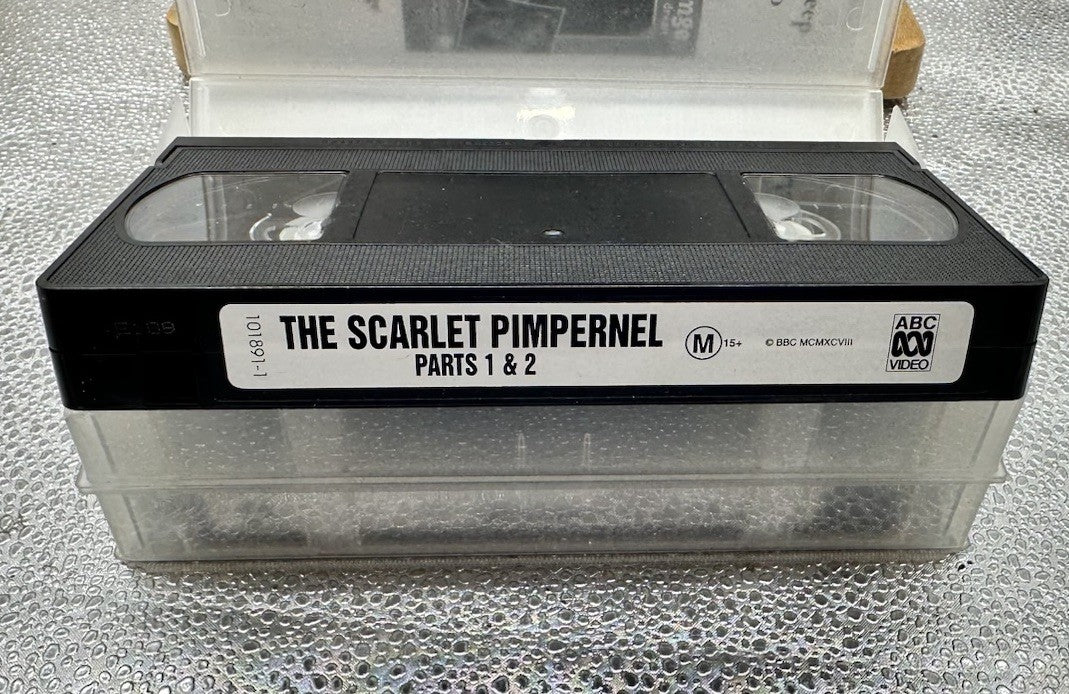 THE SCARLET PIMPERNEL
PARTS 1 & 2
101891-1
M 15+
© BBC MCMXCVIII
ABC
VIDEO